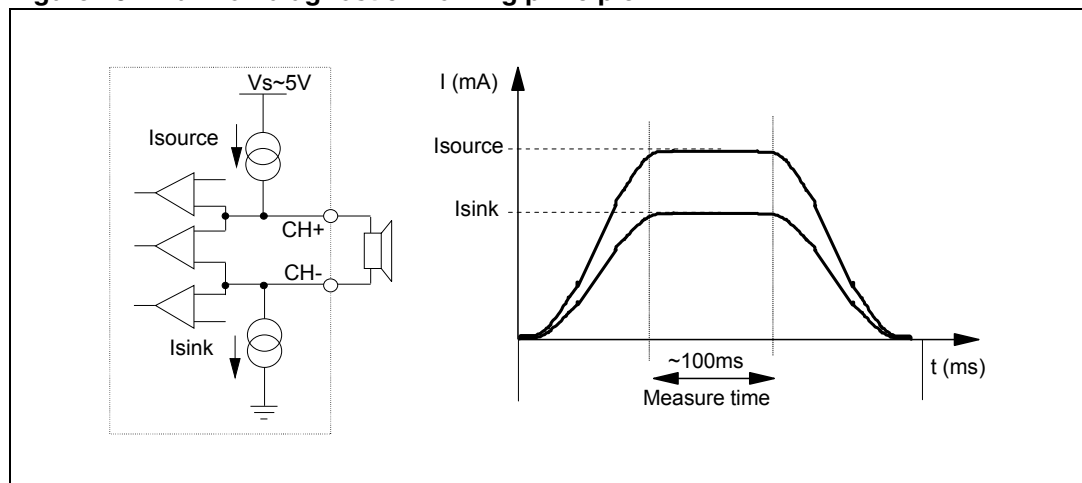 Vs~5V
Isource
CH+
CH-
Isink
I (mA)
Isource
Isink
~100ms
Measure time
t (ms)